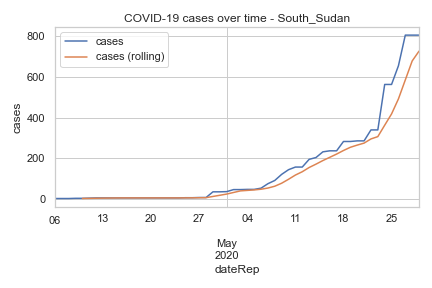 COVID-19 cases over time - South_Sudan
cases
cases (rolling)
800
600
400
200
0
cases
06
13
20
27
04
11
18
25
May
2020
dateRep